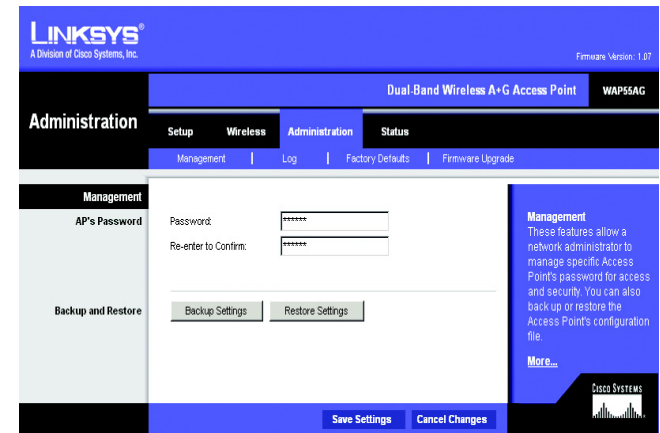 LINKSYS®
A Division of Cisco Systems, Inc.
Firmware Version: 1.07
Dual-Band Wireless A+G Access Point
WAP55AG
Administration
Setup
Wireless
Administration
Status
Management
Log
Factory Defaults
Firmware Upgrade
Management
AP's Password
Password:
******
Re-enter to Confirm:
******
Backup and Restore
Backup Settings
Restore Settings
Management
These features allow a
network administrator to
manage specific Access
Point's password for access
and security. You can also
back up or restore the
Access Point's configuration
file.
More...
Save Settings
Cancel Changes
CISCO SYSTEMS